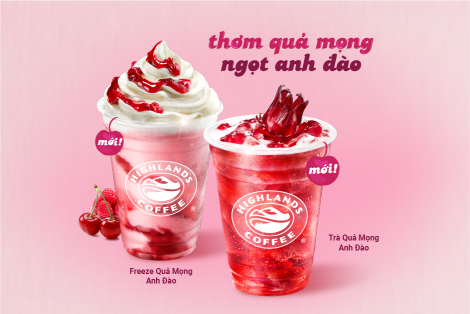 thơm quả mọng
ngọt anh đào
mới!
mới!
HIGHLANDS
COFFEE
HIGHLANDS
COFFEE
®
Trà Quả Mọng
Anh Đào
Freeze Quả Mọng
Anh Đào